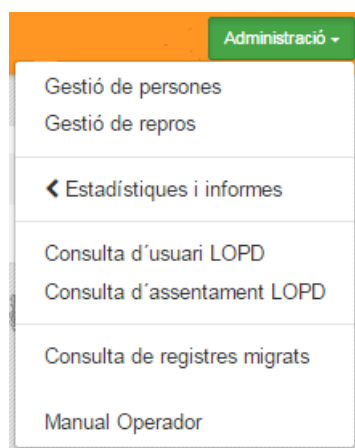 Administració
Gestió de persones
Gestió de repros
Estadístiques i informes
Consulta d´usuari LOPD
Consulta d´assentament LOPD
Consulta de registres migrats
Manual Operador